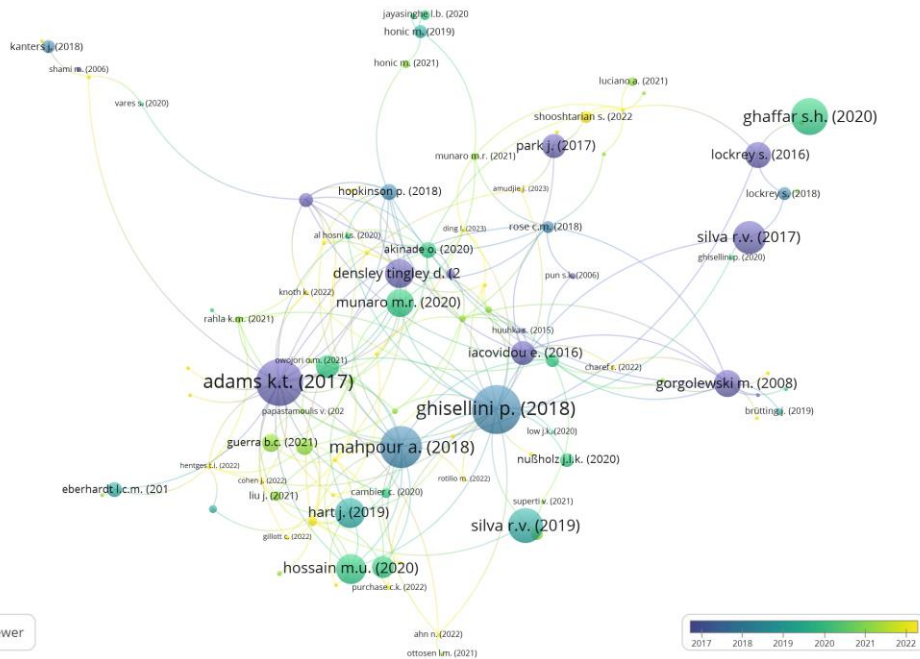 jayasinghe l.b. (2020
honic m. (2019)
kanters j. (2018)
honic m. (2021)
shami m. (2006)
luciano a. (2021)
vares s. (2020)
shooshtarian s. (2022
ghaffar s.h. (2020)
park j. (2017)
munaro m.r. (2021)
lockrey s. (2016)
hopkinson p. (2018)
amudjie j. (2023)
lockrey s. (2018)
al hosni i.s. (2020)
ding l. (2023)
rose c.m. (2018)
akinade o. (2020)
silva r.v. (2017)
ghisellini p. (2020)
densley tingley d. (2
pun s.k. (2006)
knoth k. (2022)
munaro m.r. (2020)
rahla k.m. (2021)
huuhka s. (2015)
iacovidou e. (2016)
owojori o.m. (2021)
charef r. (2022)
adams k.t. (2017)
gorgolewski m. (2008)
papastamoulis v. (202
ghisellini p. (2018)
brütting j. (2019)
low j.k. (2020)
guerra b.c. (2021)
mahpour a. (2018)
nußholz j.l.k. (2020)
hentges t.i. (2022)
cohen j. (2022)
rotilio m. (2022)
eberhardt l.c.m. (201
liu j. (2021)
cambier c. (2020)
superti v. (2021)
hart j. (2019)
silva r.v. (2019)
gillott c. (2022)
hossain m.u. (2020)
purchase c.k. (2022)
ahn n. (2022)
ottosen l.m. (2021)
ewer
2017 2018 2019 2020 2021 2022